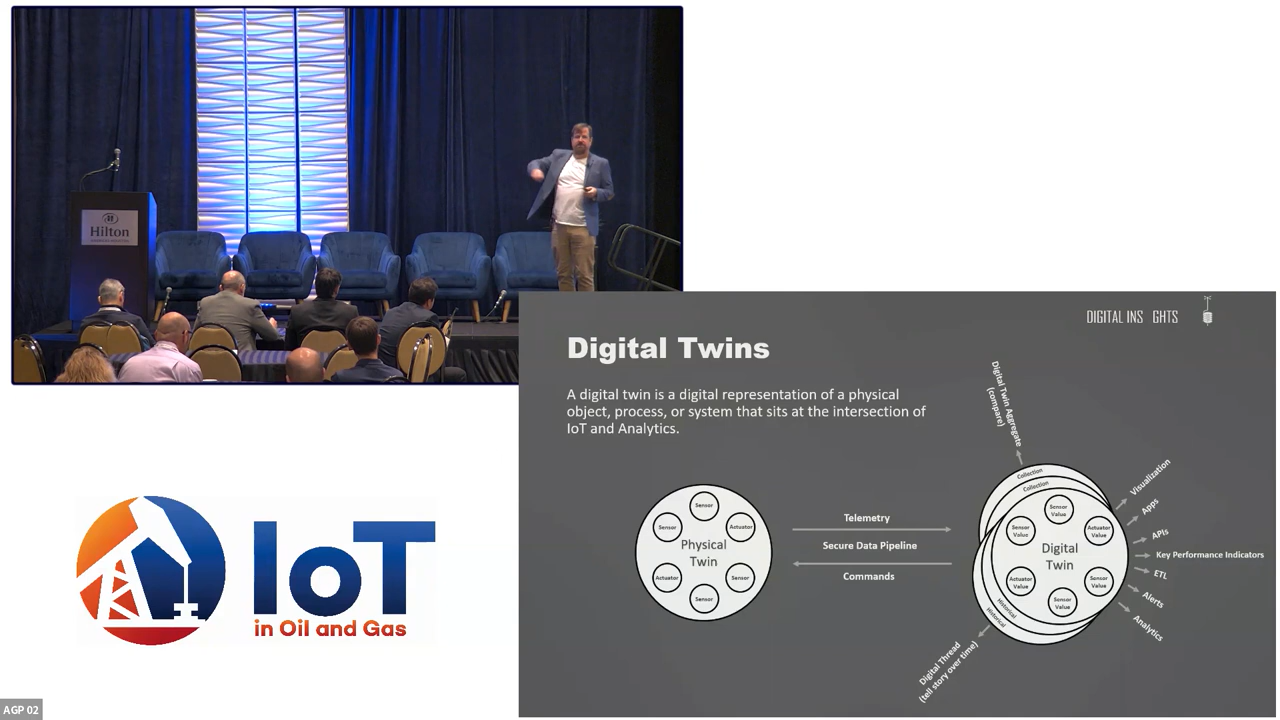 Hilton
DIGITAL INS GHTS
Digital Twins
A digital twin is a digital representation of a physical
object, process, or system that sits at the intersection of
IoT and Analytics.
Sensor
Sensor
Actuator
Physical
Twin
Actuator
Sensor
Sensor
Telemetry
Secure Data Pipeline
Commands
Digital Twin Aggregate
(compare)
Collection
Collection
Sensor
Value
Sensor
Value
Actuator
Value
Digital
Twin
Actuator
Value
Sensor
Value
Sensor
Value
Historical
Historical
Digital Thread
(tell story over time)
Visualization
Apps
APIs
Key Performance Indicators
ETL
Alerts
Analytics
IoT
in Oil and Gas
AGP 02